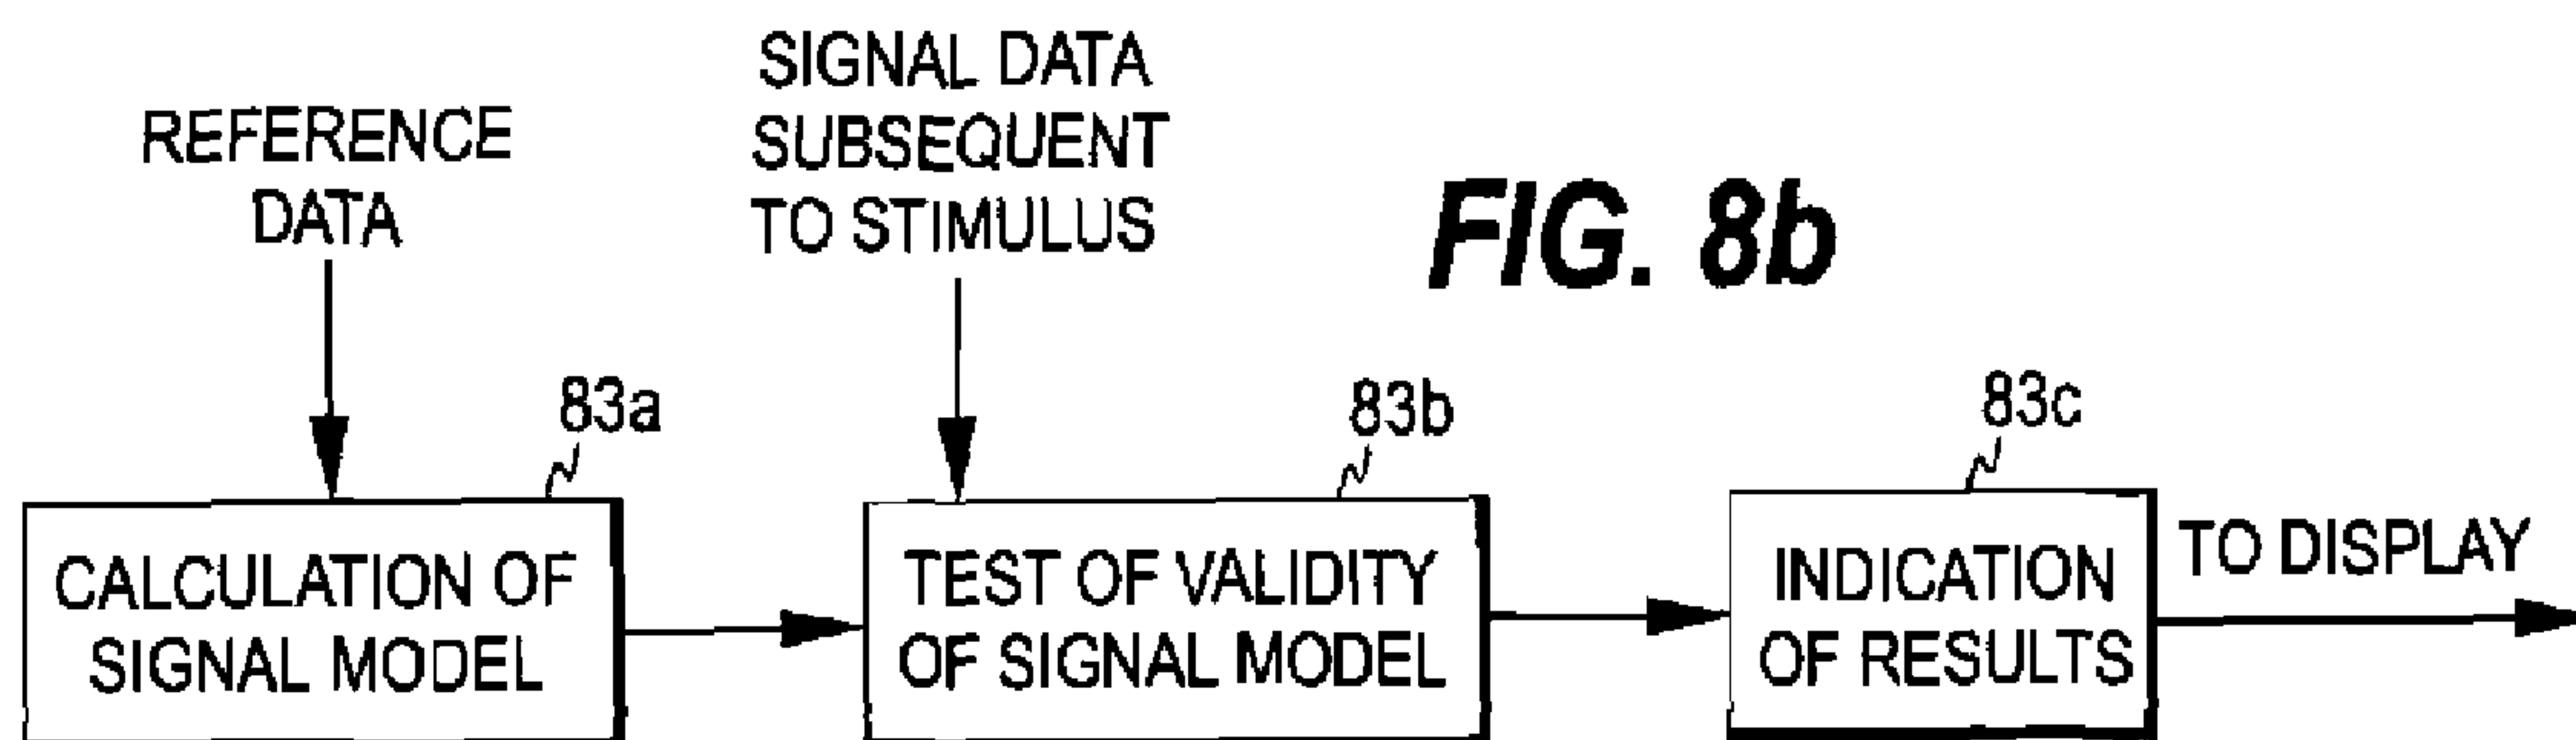 REFERENCE
DATA
SIGNAL DATA
SUBSEQUENT
TO STIMULUS
FIG. 8b
83a
83b
83c
CALCULATION OF
SIGNAL MODEL
TEST OF VALIDITY
OF SIGNAL MODEL
INDICATION
OF RESULTS
TO DISPLAY